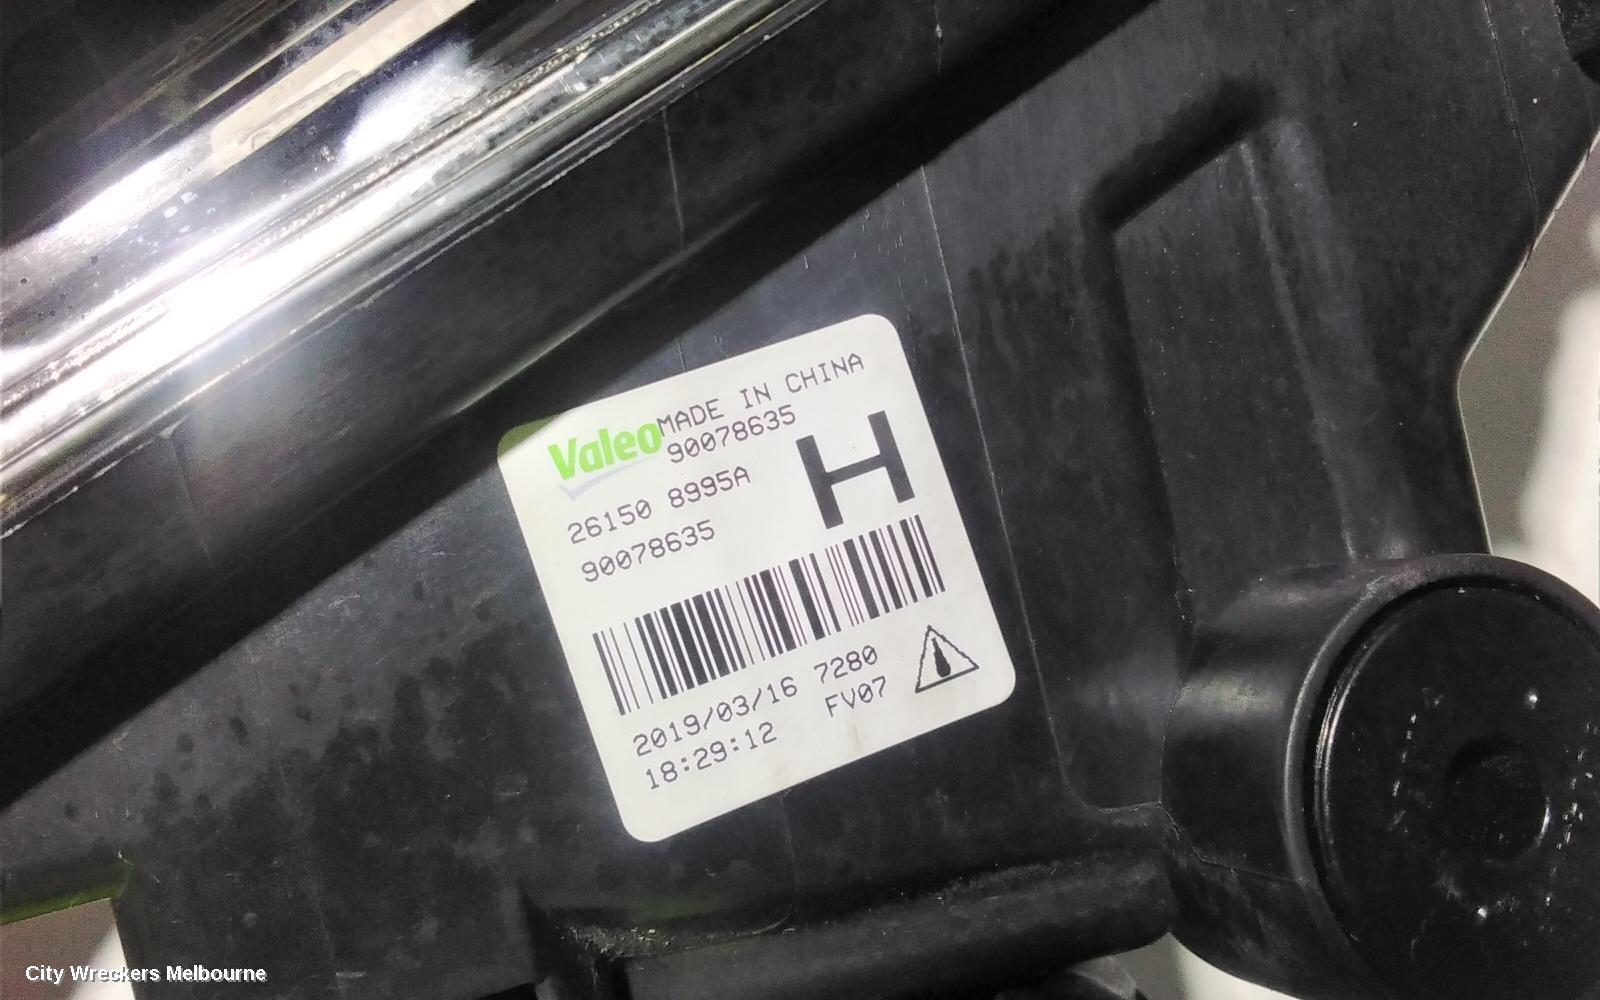 Valeo MADE IN CHINA
90078635
26150 8995A
H
90078635
2019/03/16 7280
18:29:12 FV07
City Wreckers Melbourne